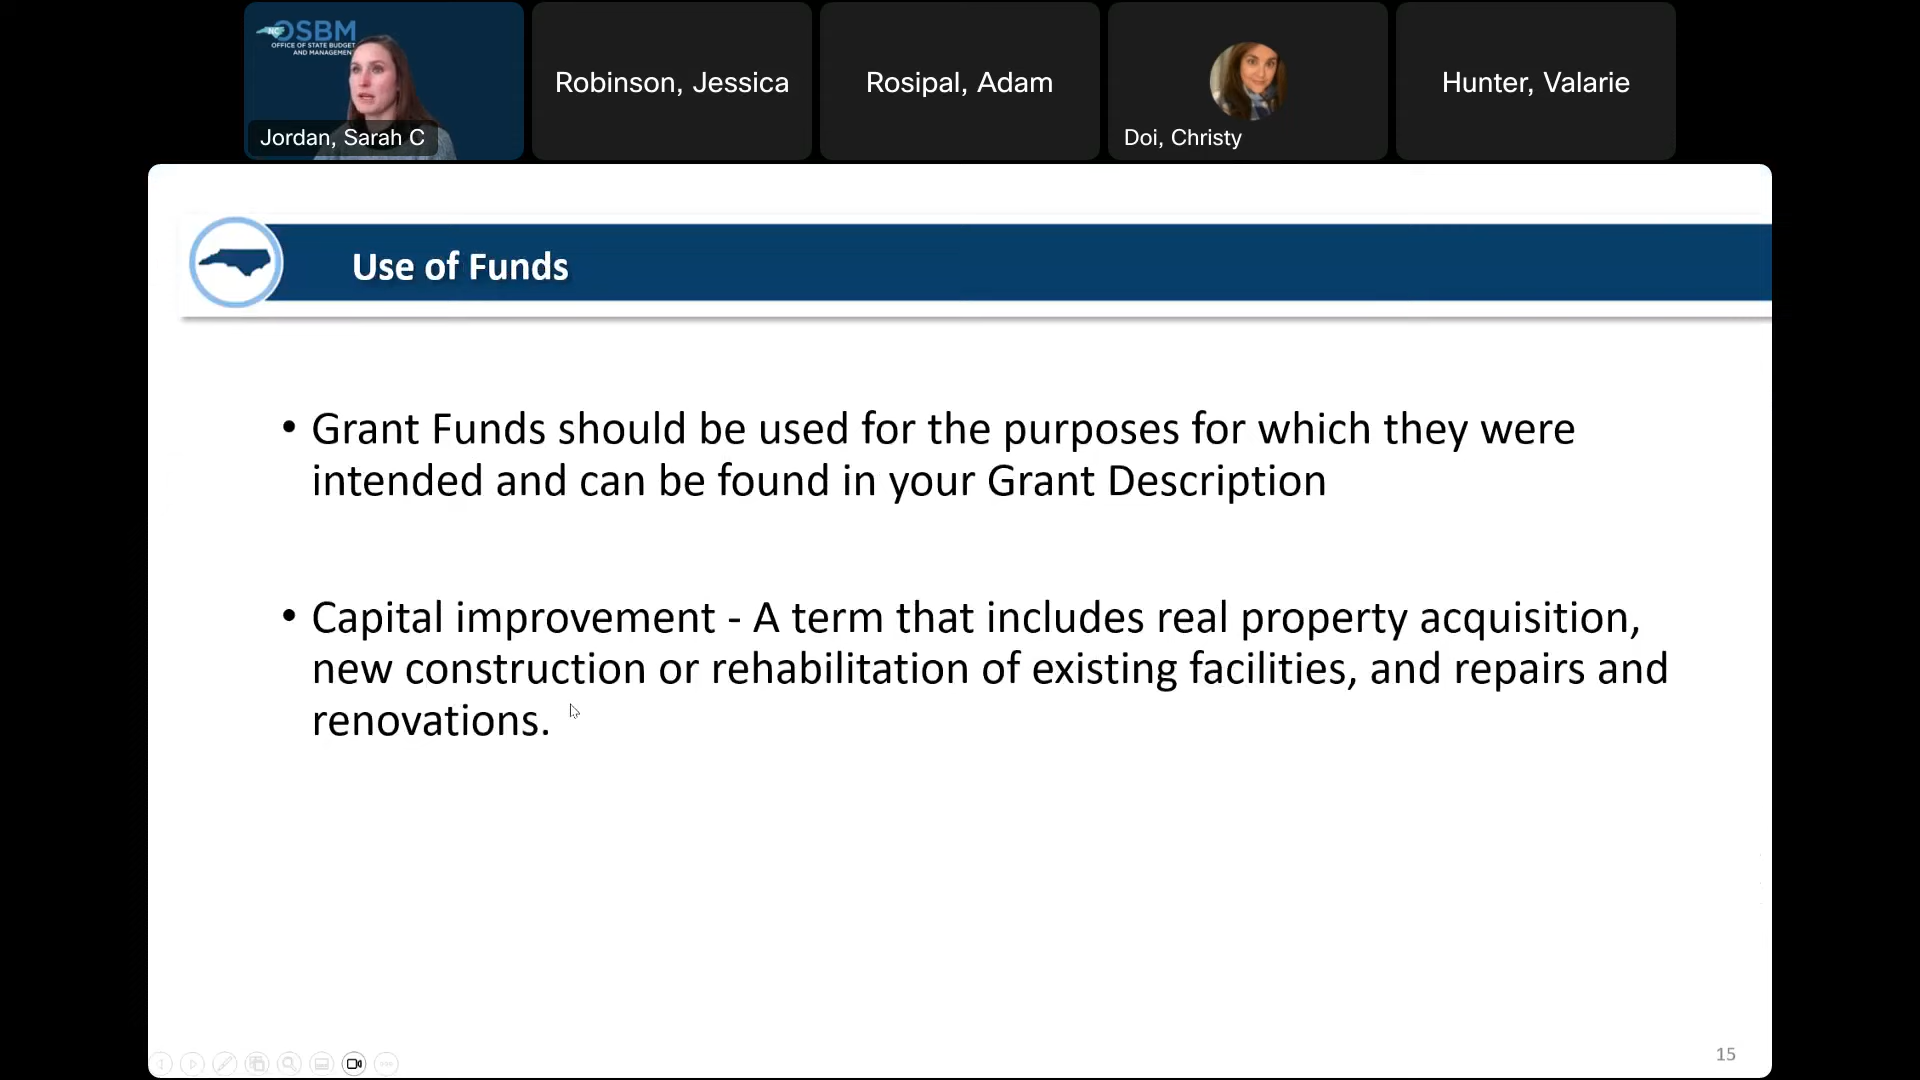 NC
OSBM
OFFICE OF STATE BUDGET
AND MANAGEMENT
Jordan, Sarah C
Robinson, Jessica
Rosipal, Adam
Doi, Christy
Hunter, Valarie
Use of Funds
• Grant Funds should be used for the purposes for which they were
intended and can be found in your Grant Description
• Capital improvement - A term that includes real property acquisition,
new construction or rehabilitation of existing facilities, and repairs and
renovations.
15